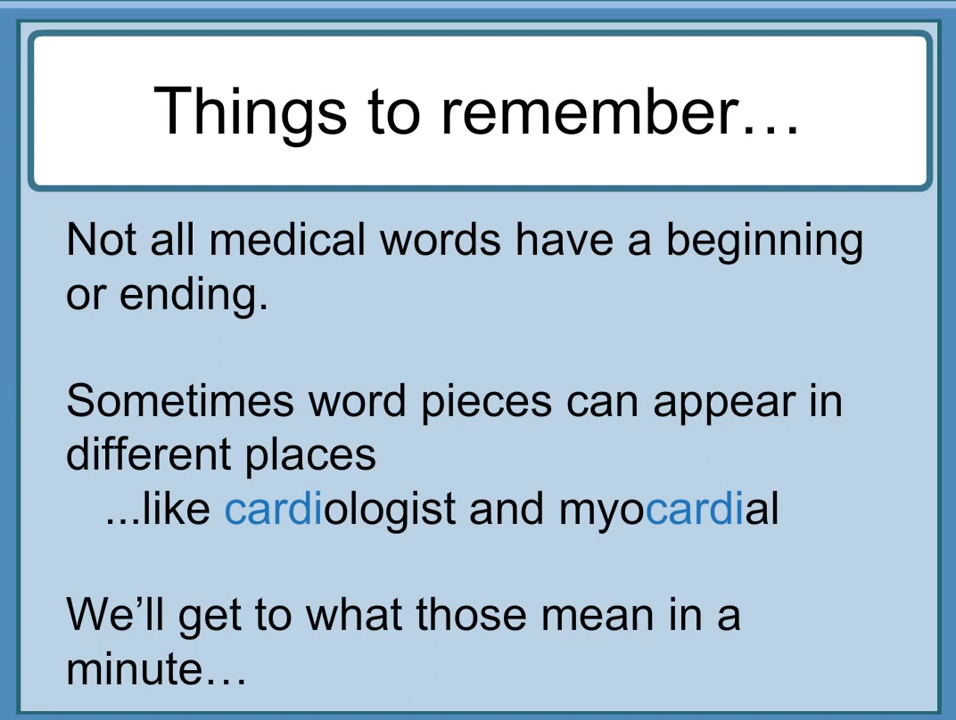 Things to remember…
Not all medical words have a beginning
or ending.
Sometimes word pieces can appear in
different places
...like cardiologist and myocardial
We’ll get to what those mean in a
minute…